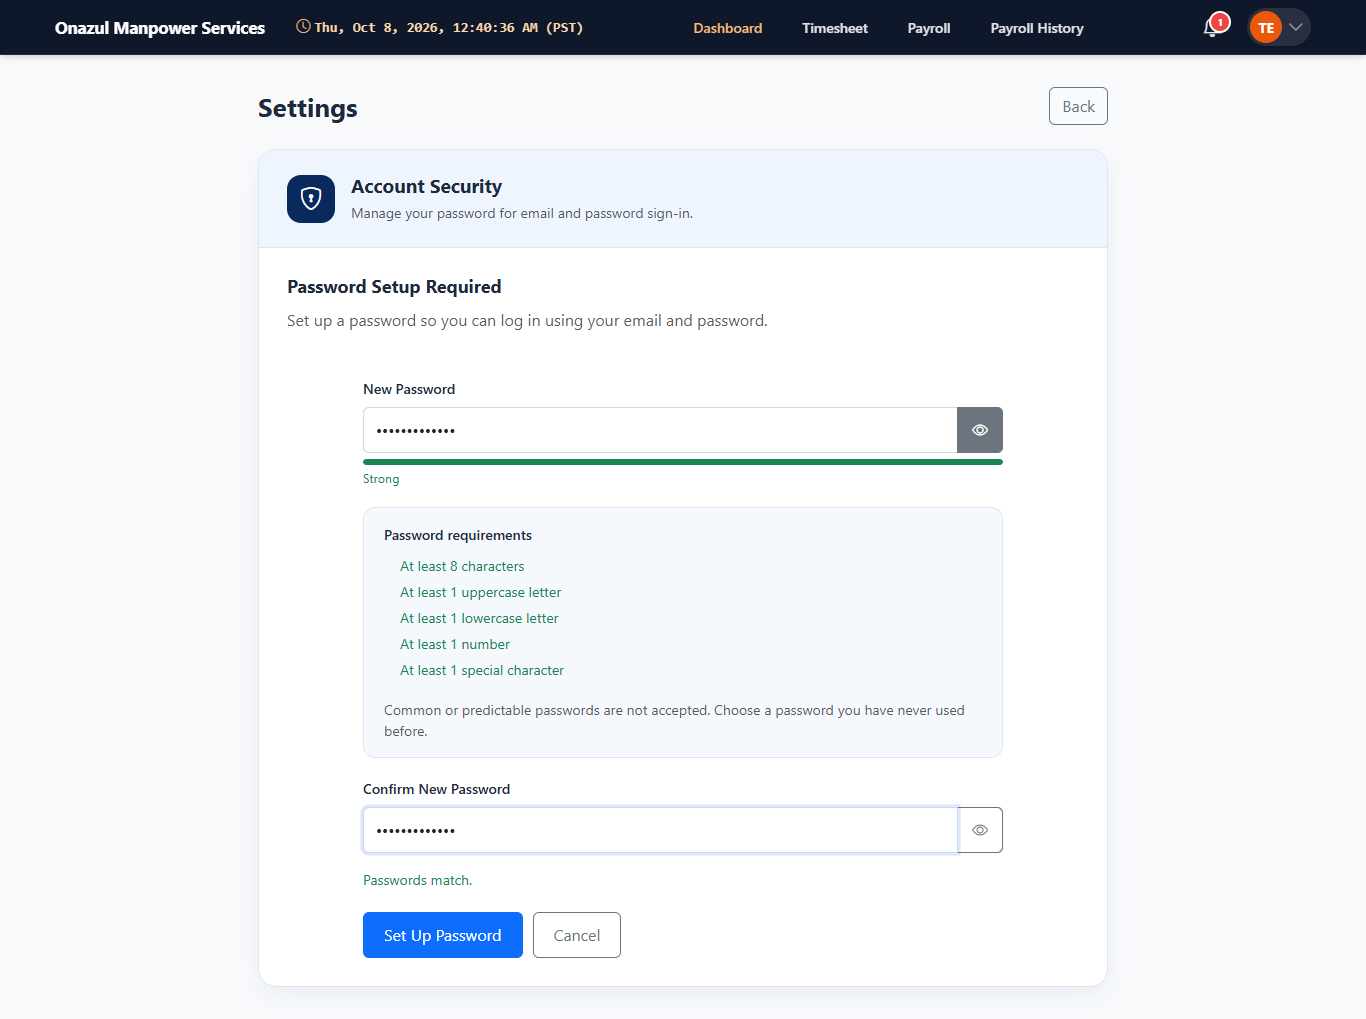 Onazul Manpower Services
Thu, Oct 8, 2026, 12:40:36 AM (PST)
Dashboard
Timesheet
Payroll
Payroll History
1
TE
Settings
Back
Account Security
Manage your password for email and password sign-in.
Password Setup Required
Set up a password so you can log in using your email and password.
New Password
•••••••••••••
Strong
Password requirements
At least 8 characters
At least 1 uppercase letter
At least 1 lowercase letter
At least 1 number
At least 1 special character
Common or predictable passwords are not accepted. Choose a password you have never used
before.
Confirm New Password
•••••••••••••
Passwords match.
Set Up Password
Cancel